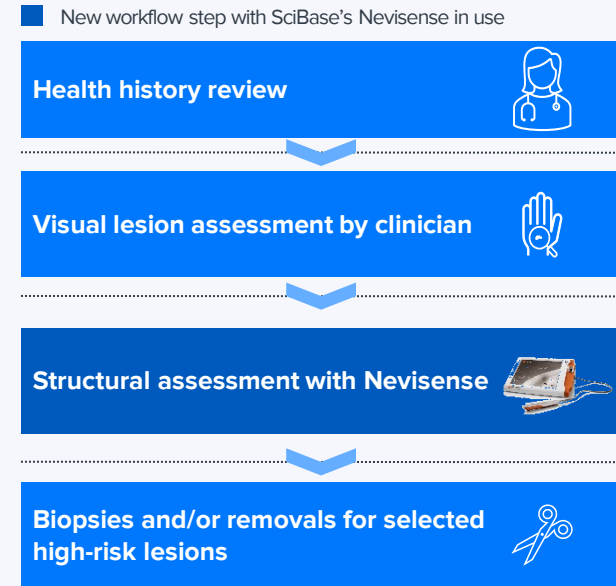 New workflow step with SciBase’s Nevisense in use
Health history review
Visual lesion assessment by clinician
Structural assessment with Nevisense
Biopsies and/or removals for selected
high-risk lesions